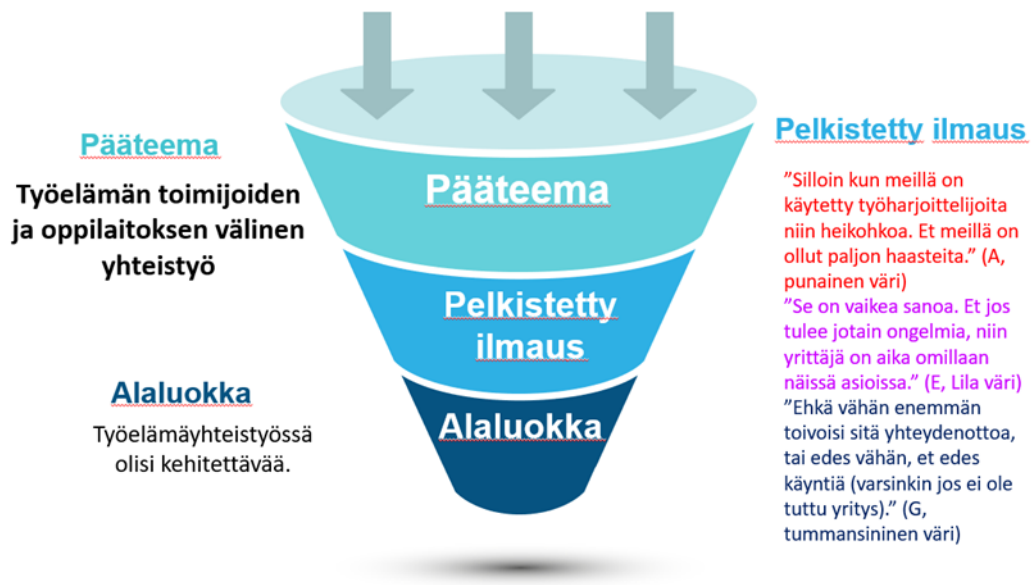 Pääteema
Työelämän toimijoiden
ja oppilaitoksen välinen
yhteistyö
Alaluokka
Työelämäyhteistyössä
olisi kehitettävää.
Pääteema
Pelkistetty
ilmaus
Alaluokka
Pelkistetty ilmaus
”Silloin kun meillä on
käytetty työharjoittelijoita
niin heikohkoa. Et meillä on
ollut paljon haasteita.” (A,
punainen väri)
”Se on vaikea sanoa. Et jos
tulee jotain ongelmia, niin
yrittäjä on aika omillaan
näissä asioissa.” (E, Lila väri)
”Ehkä vähän enemmän
toivoisi sitä yhteydenottoa,
tai edes vähän, et edes
käyntiä (varsinkin jos ei ole
tuttu yritys).” (G,
tummansininen väri)